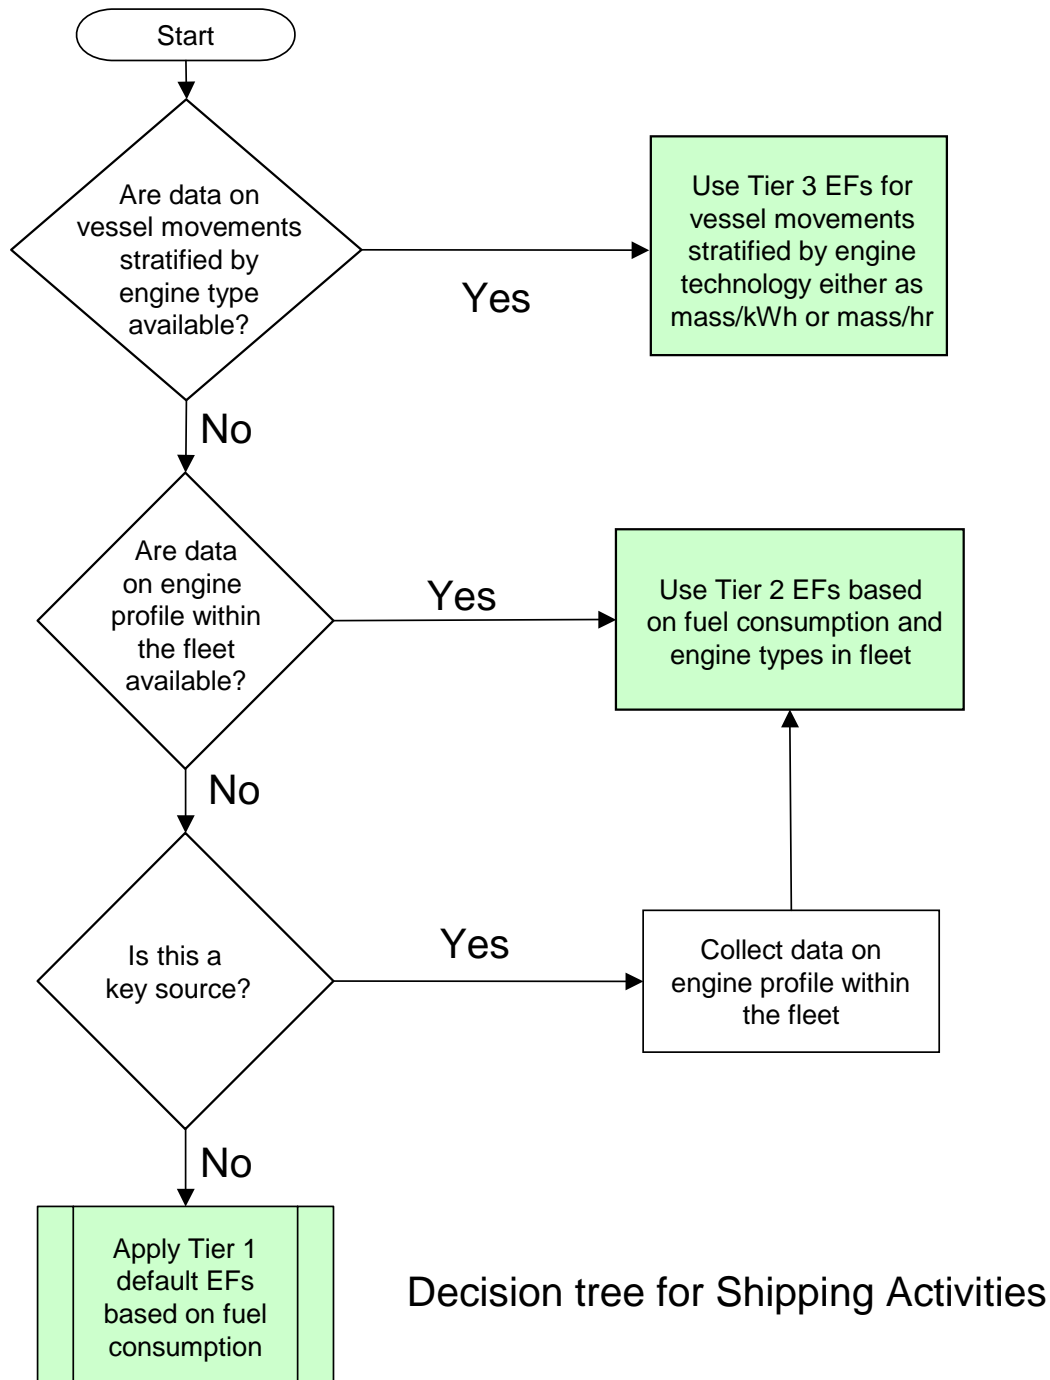 Start
Are data on
vessel movements
stratified by
engine type
available?
Yes
Use Tier 3 EFs for
vessel movements
stratified by engine
technology either as
mass/kWh or mass/hr
No
Are data
on engine
profile within
the fleet
available?
Yes
Use Tier 2 EFs based
on fuel consumption and
engine types in fleet
No
Is this a
key source?
Yes
Collect data on
engine profile within
the fleet
No
Apply Tier 1
default EFs
based on fuel
consumption
Decision tree for Shipping Activities